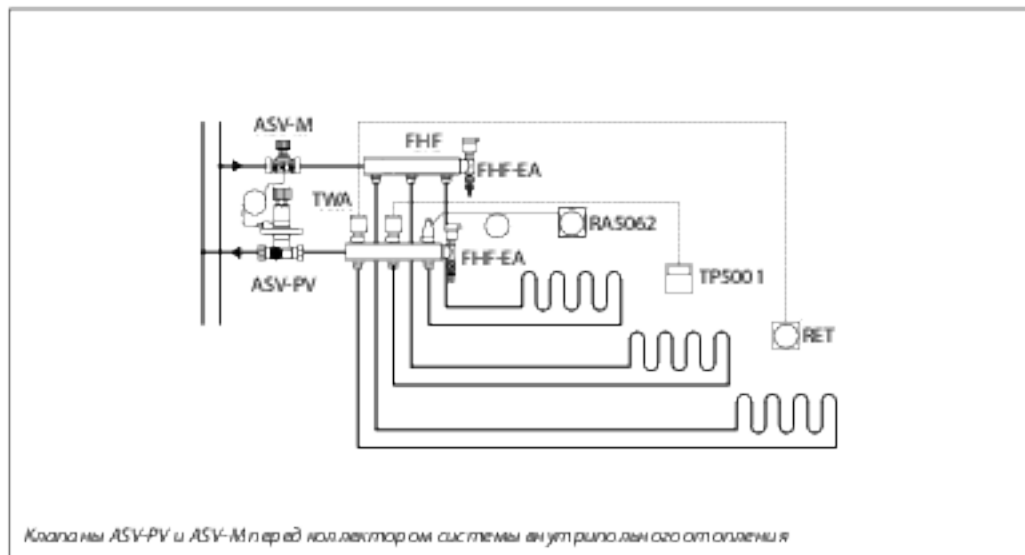 ASV-M
FHF
FHF-EA
TWA
RA5062
FHF-EA
TP5001
ASV-PV
RET
Клапаны ASV-PV и ASV-M перед коллектором системы внутрипольного отопления